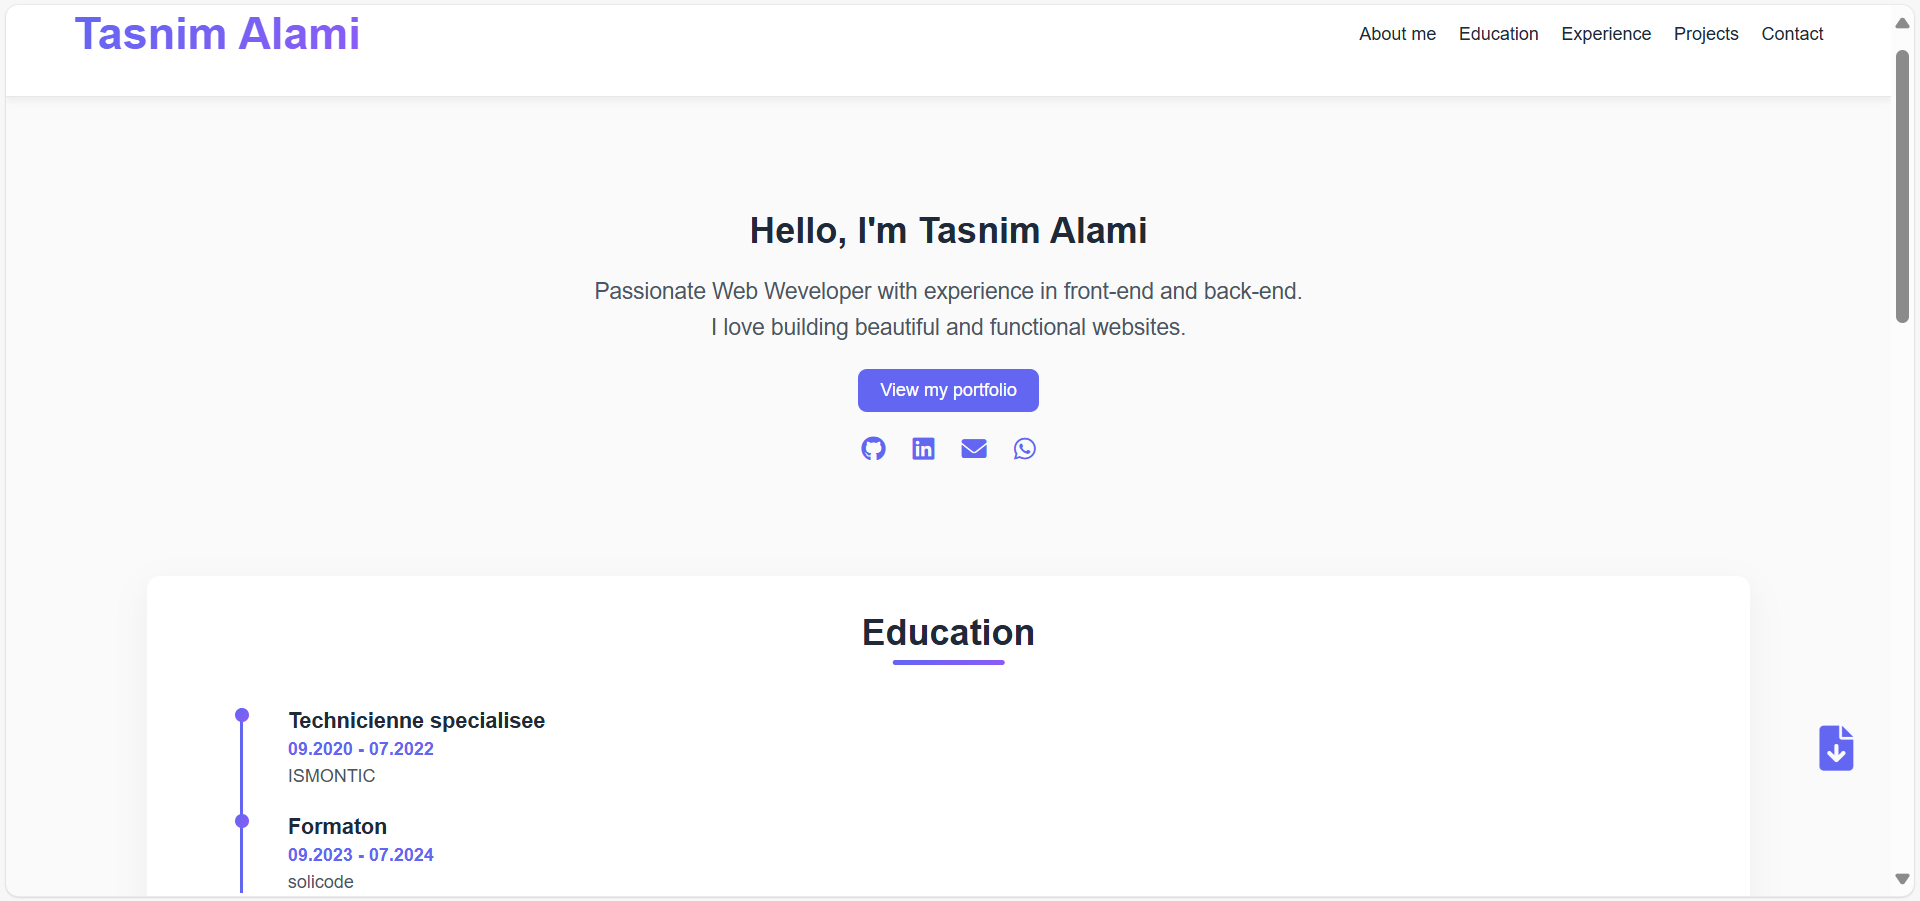 Tasnim Alami
About me Education Experience Projects Contact
Hello, I'm Tasnim Alami
Passionate Web Weveloper with experience in front-end and back-end.
I love building beautiful and functional websites.
View my portfolio
Education
Technicienne specialisee
09.2020 - 07.2022
ISMONTIC
Formaton
09.2023 - 07.2024
solicode